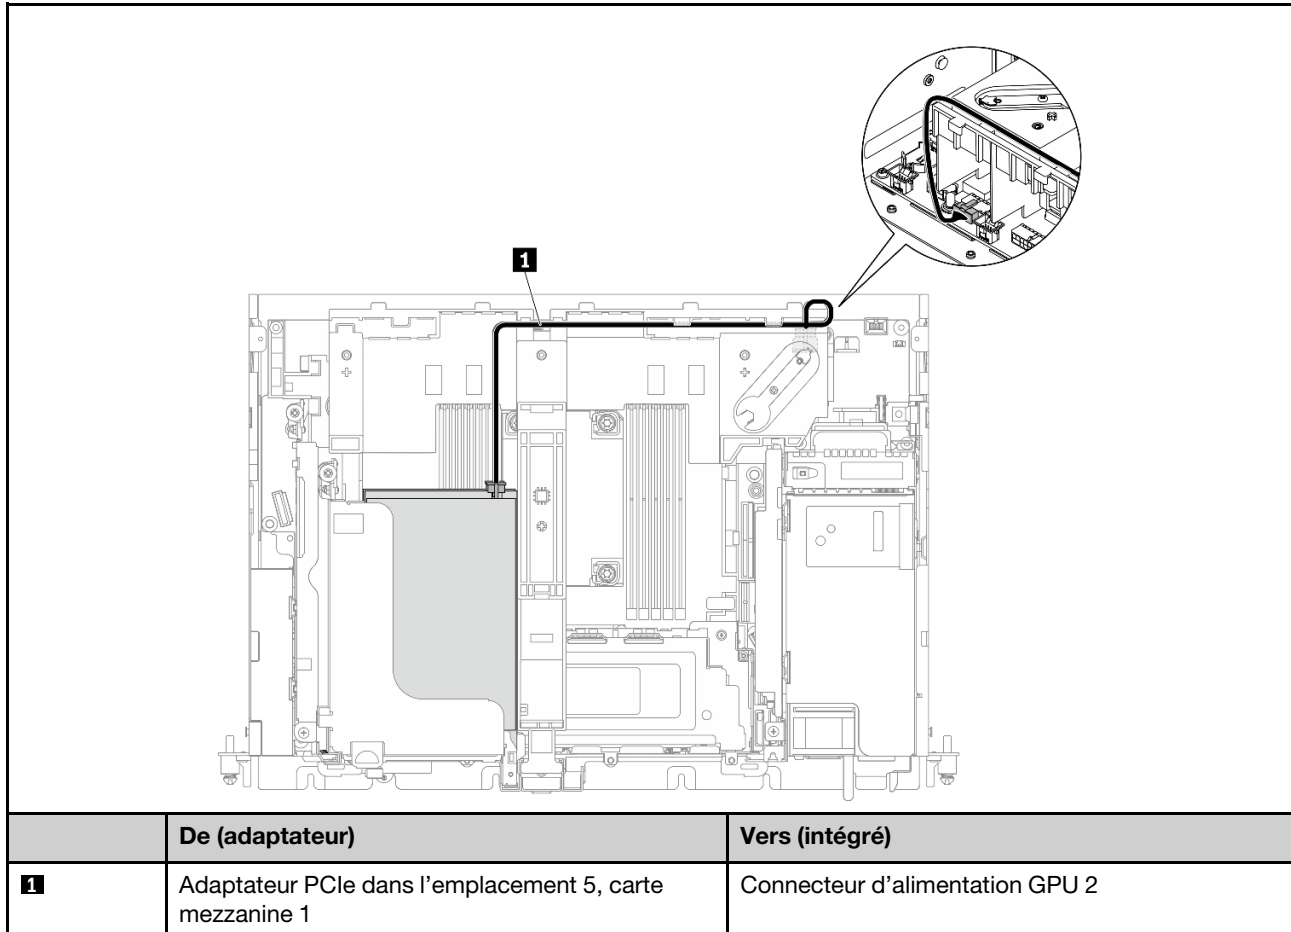 1
De (adaptateur)
Vers (intégré)
1
Adaptateur PCIe dans l’emplacement 5, carte
mezzanine 1
Connecteur d’alimentation GPU 2